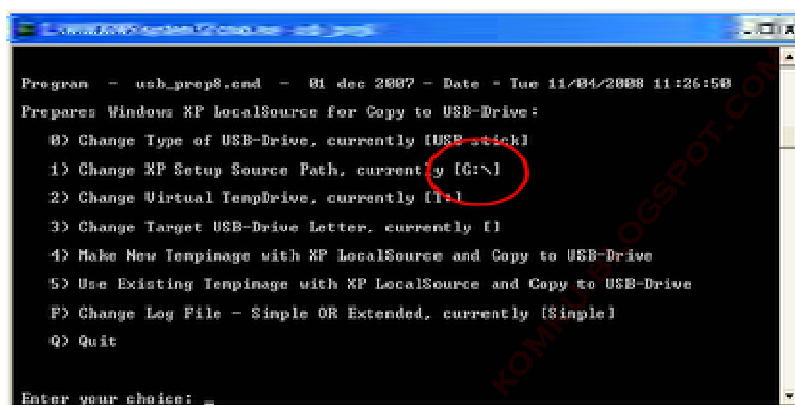 Program - usb_prep8.cmd - 01 dec 2007 - Date - Tue 11/04/2008 11:26:50
Prepares Windows XP LocalSource for Copy to USB-Drive:
0) Change Type of USB-Drive, currently [USB-stick]
1) Change XP Setup Source Path, currently [G:\]
2) Change Virtual TempDrive, currently [T:]
3) Change Target USB-Drive Letter, currently []
4) Make New Tempimage with XP LocalSource and Copy to USB-Drive
5) Use Existing Tempimage with XP LocalSource and Copy to USB-Drive
F) Change Log File - Simple OR Extended, currently [Simple]
Q) Quit
Enter your choice: _